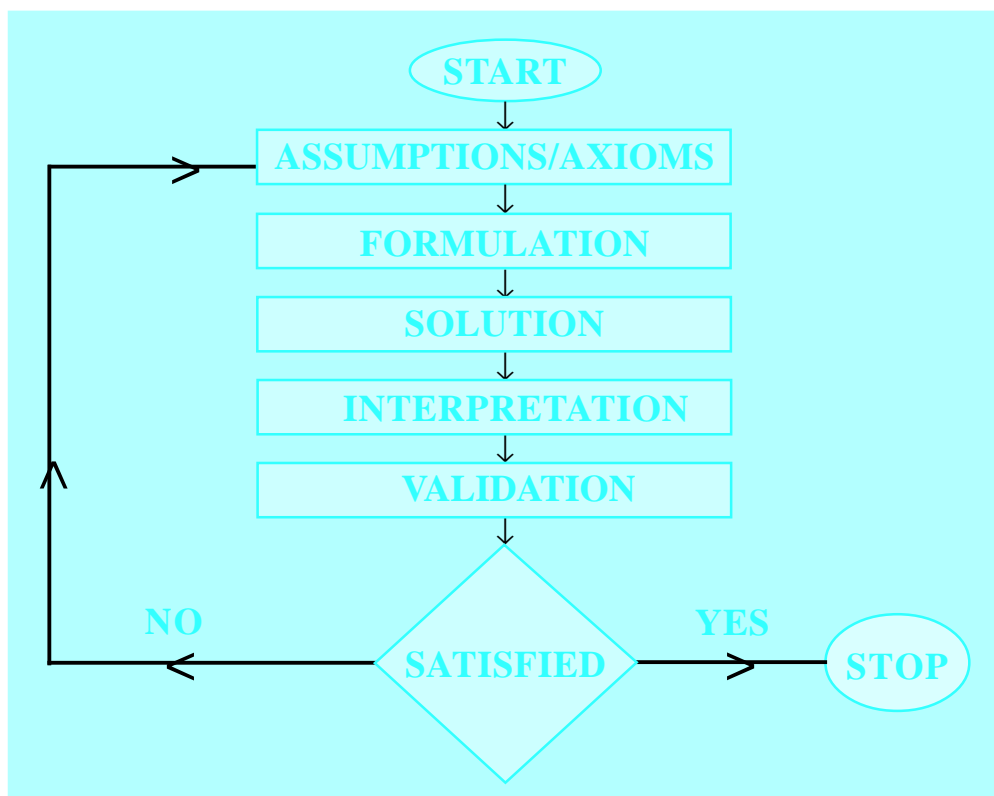 START
ASSUMPTIONS/AXIOMS
FORMULATION
SOLUTION
INTERPRETATION
VALIDATION
NO
YES
SATISFIED
STOP